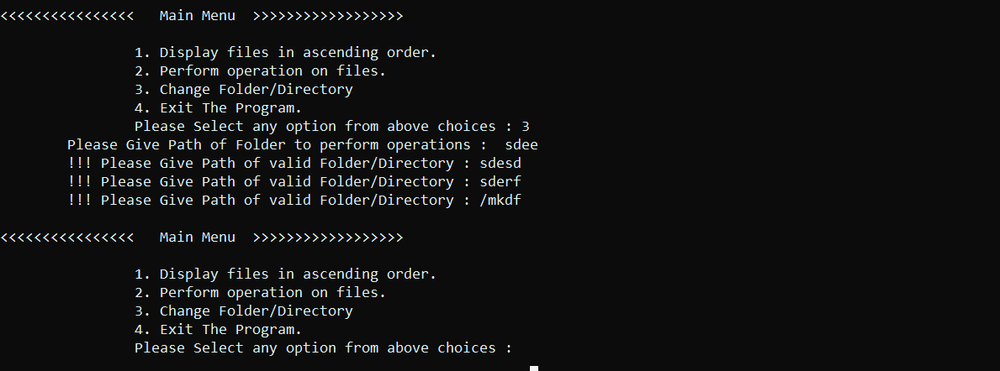 <<<<<<<<<<<<<<<<   Main Menu  >>>>>>>>>>>>>>>>>>
1. Display files in ascending order.
2. Perform operation on files.
3. Change Folder/Directory
4. Exit The Program.
Please Select any option from above choices : 3
Please Give Path of Folder to perform operations :  sdee
!!! Please Give Path of valid Folder/Directory : sdesd
!!! Please Give Path of valid Folder/Directory : sderf
!!! Please Give Path of valid Folder/Directory : /mkdf
<<<<<<<<<<<<<<<<   Main Menu  >>>>>>>>>>>>>>>>>>
1. Display files in ascending order.
2. Perform operation on files.
3. Change Folder/Directory
4. Exit The Program.
Please Select any option from above choices :